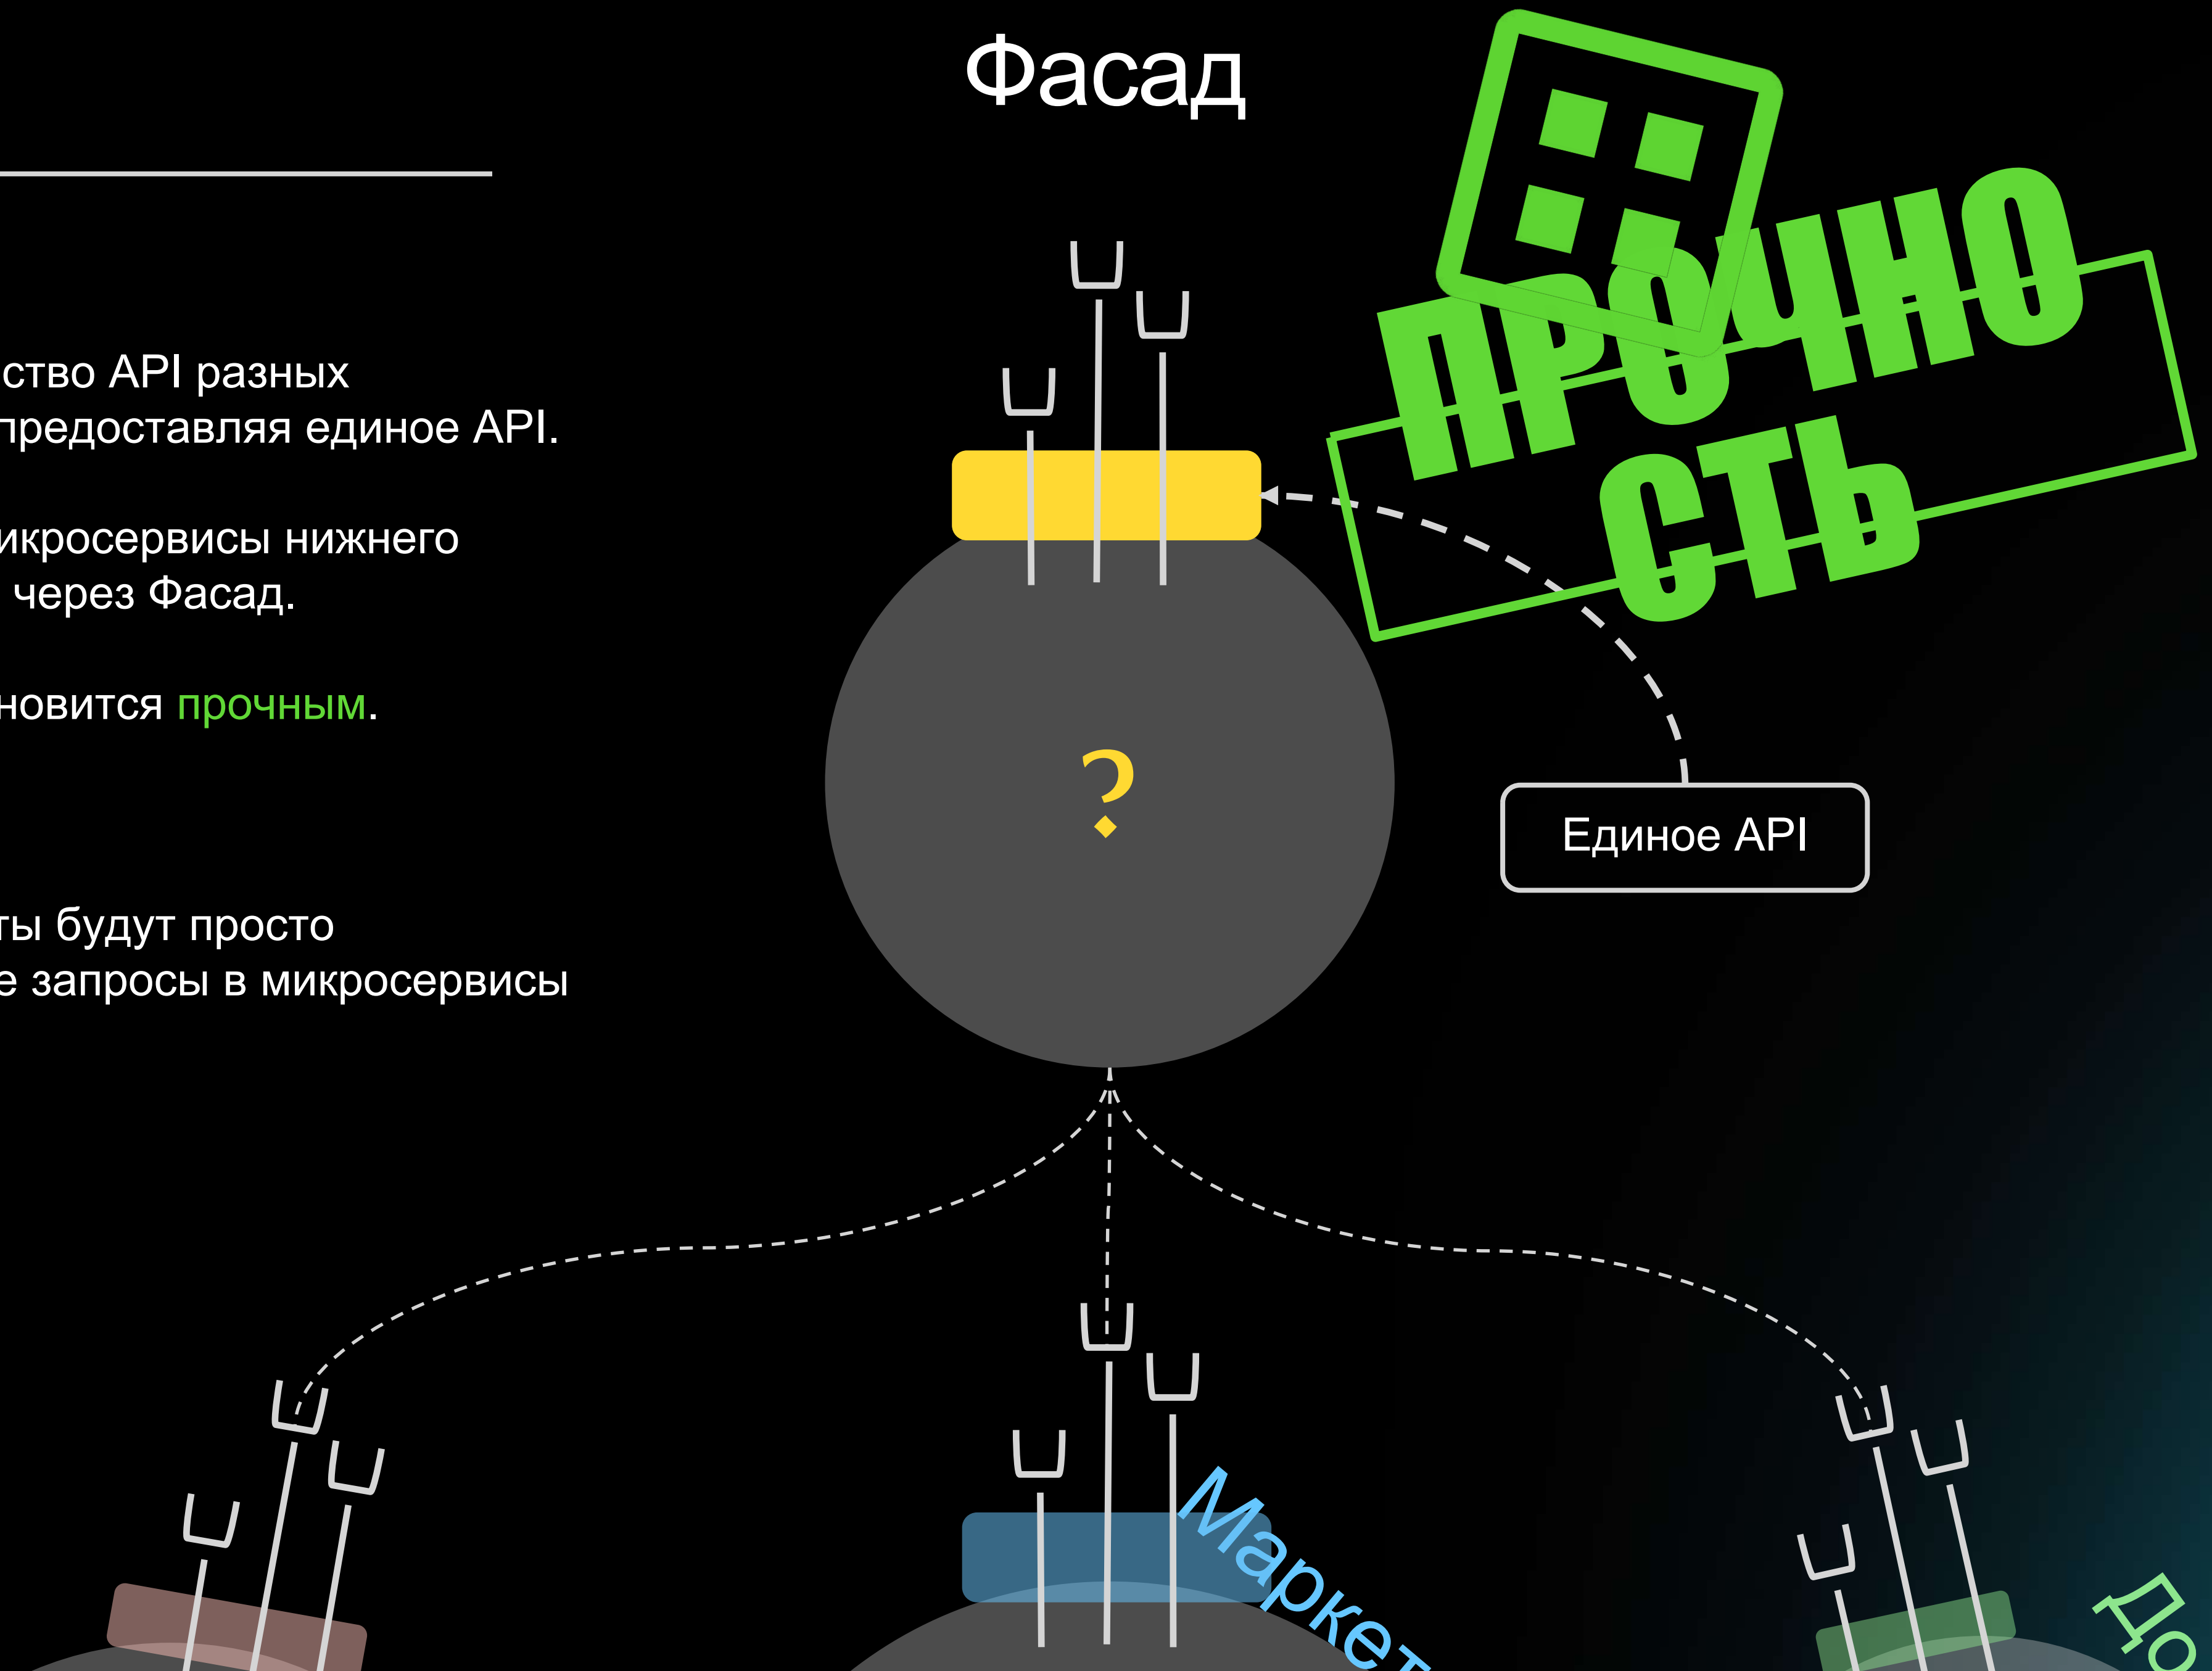 Фасад
ПРОЧНО
СТЬ
ство API разных
предоставляя единое API.
икросервисы нижнего
через Фасад.
новится прочным.
?
Единое API
ты будут просто
е запросы в микросервисы
Маркет
До